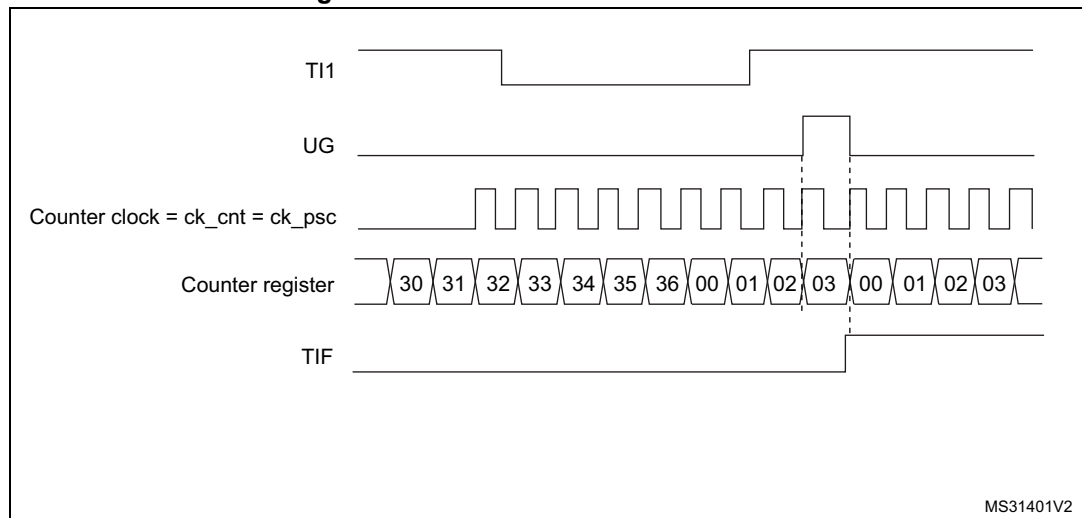 TI1
UG
Counter clock = ck_cnt = ck_psc
Counter register 30 31 32 33 34 35 36 00 01 02 03 00 01 02 03
TIF
MS31401V2